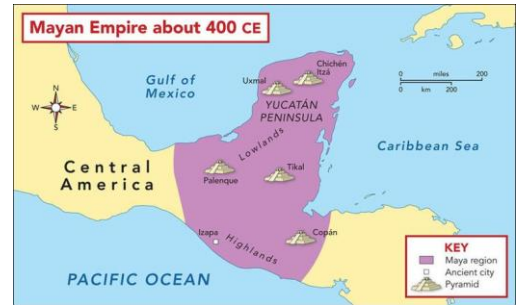 Mayan Empire about 400 CE
Gulf of
Mexico
N
W
E
S
Chichén
Itzá
Uxmal
YUCATÁN
PENINSULA
0 miles 200
0 km 200
Lowlands
Caribbean Sea
Central
America
Palenque
Tikal
Izapa
Highlands
Copán
PACIFIC OCEAN
KEY
Maya region
Ancient city
Pyramid